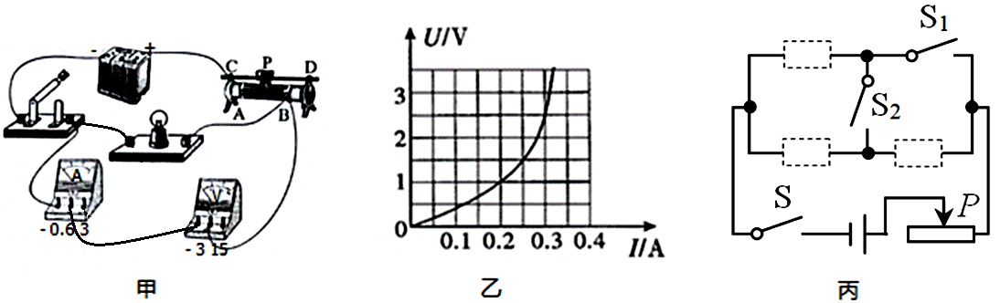 - +
C P D
A B
A
V
- 0.6 3
- 3 15
甲
U/V
3
2
1
0
0.1 0.2 0.3 0.4
I/A
乙
S₁
S₂
S
P
丙